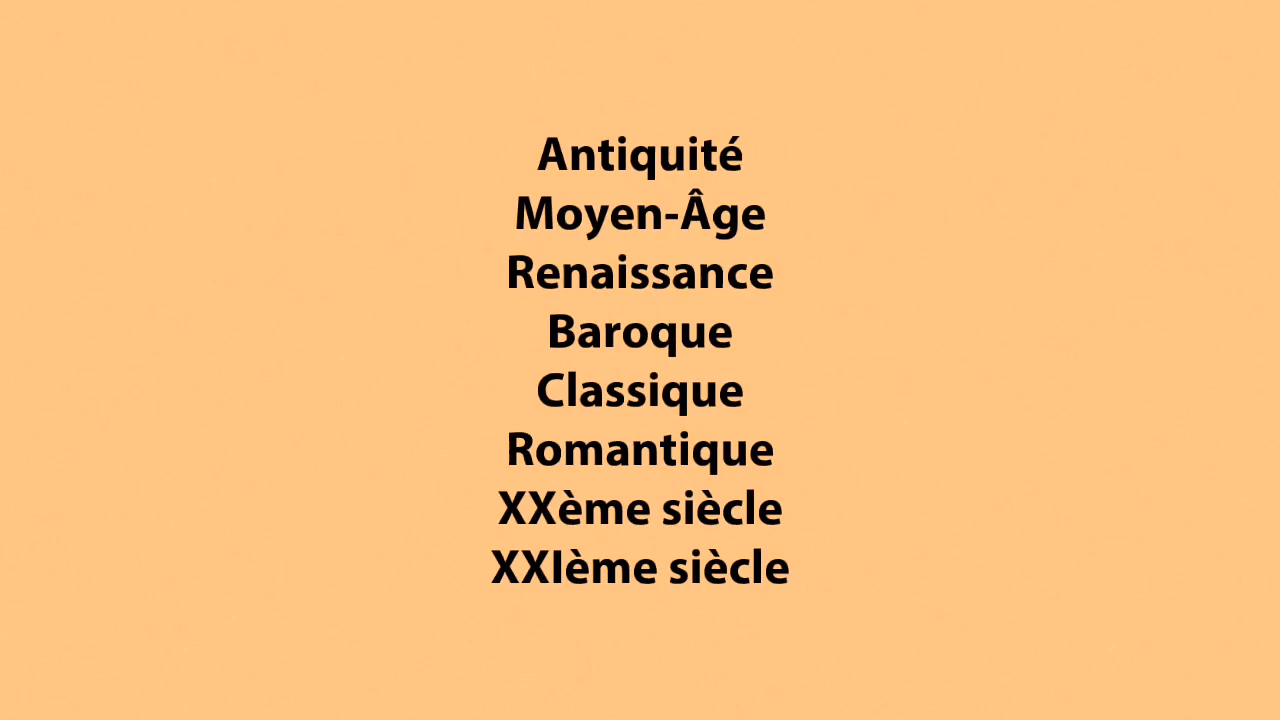 Antiquité
Moyen-Âge
Renaissance
Baroque
Classique
Romantique
XXème siècle
XXIème siècle